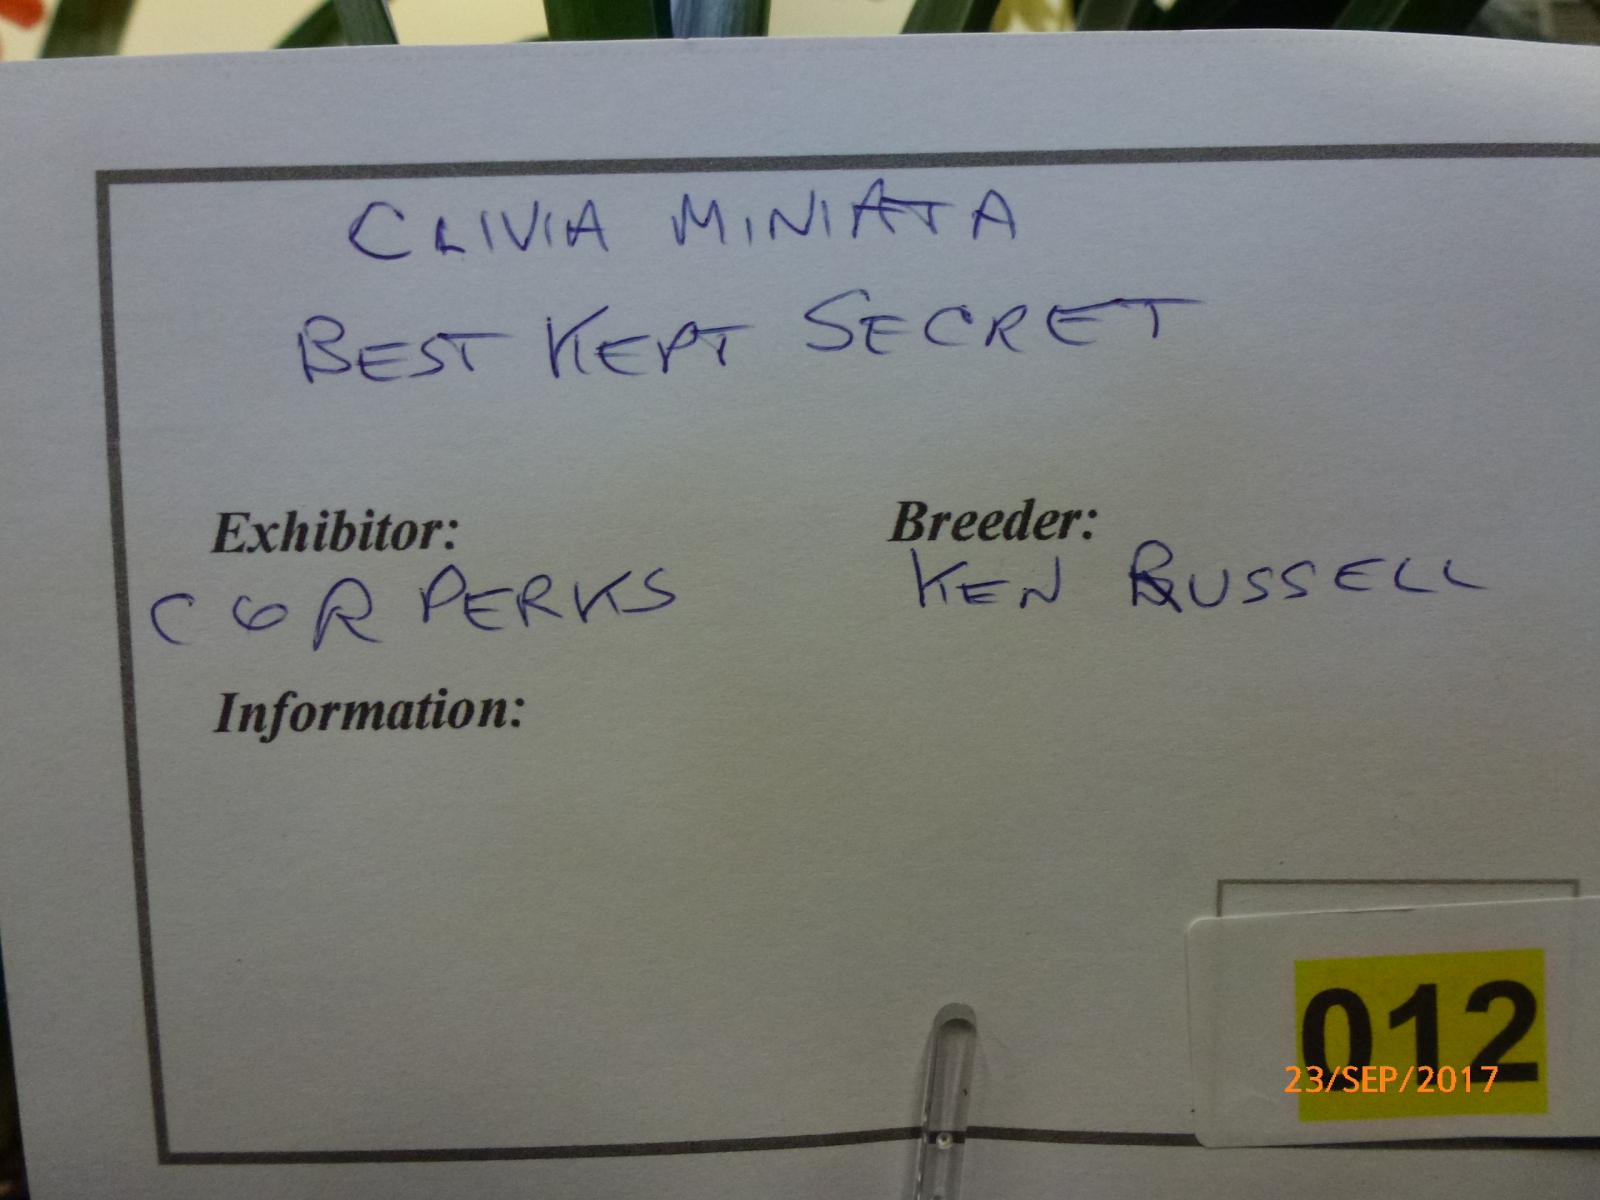 CLIVIA MINIATA
BEST KEPT SECRET
Exhibitor:
Breeder:
C G R PERKS
KEN RUSSELL
Information:
012
23/SEP/2017